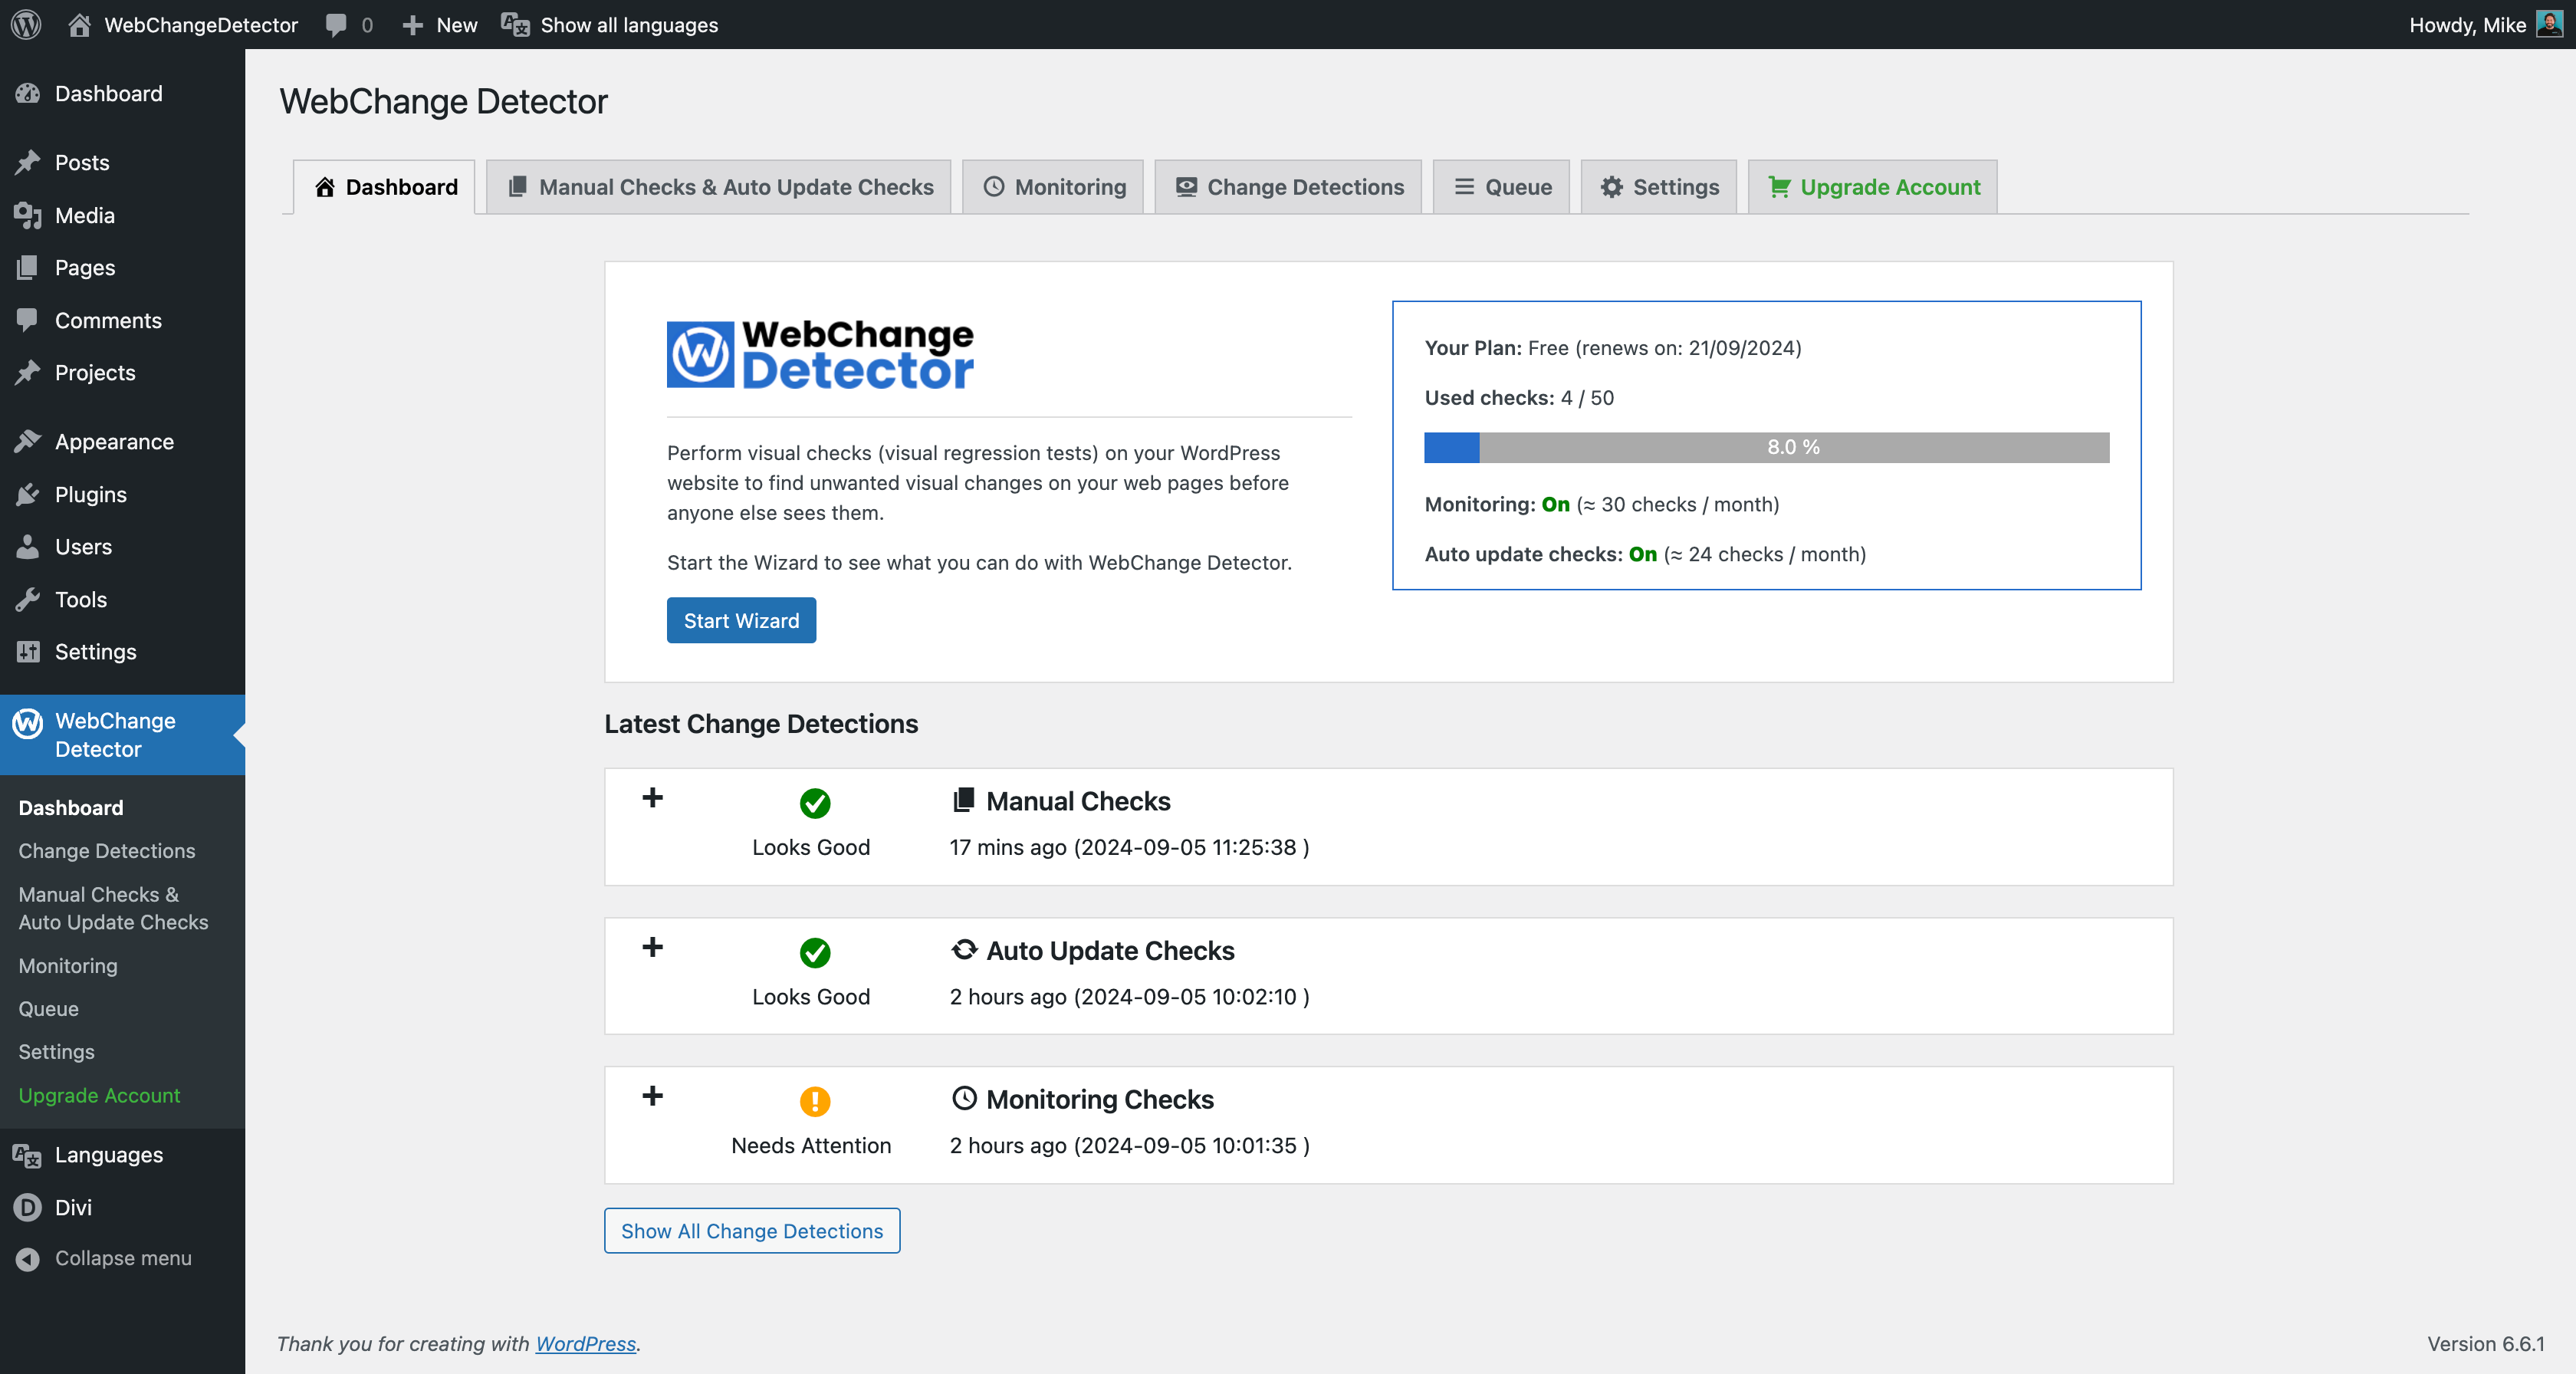 WebChangeDetector 0 New Show all languages Howdy, Mike
Dashboard
Posts
Media
Pages
Comments
Projects
Appearance
Plugins
Users
Tools
Settings
WebChange
Detector
Dashboard
Change Detections
Manual Checks &
Auto Update Checks
Monitoring
Queue
Settings
Upgrade Account
Languages
Divi
Collapse menu
WebChange Detector
Dashboard Manual Checks & Auto Update Checks Monitoring Change Detections Queue Settings Upgrade Account
WebChange
Detector
Perform visual checks (visual regression tests) on your WordPress
website to find unwanted visual changes on your web pages before
anyone else sees them.
Start the Wizard to see what you can do with WebChange Detector.
Start Wizard
Your Plan: Free (renews on: 21/09/2024)
Used checks: 4 / 50
8.0 %
Monitoring: On (≈ 30 checks / month)
Auto update checks: On (≈ 24 checks / month)
Latest Change Detections
Manual Checks
Looks Good 17 mins ago (2024-09-05 11:25:38 )
Auto Update Checks
Looks Good 2 hours ago (2024-09-05 10:02:10 )
Monitoring Checks
Needs Attention 2 hours ago (2024-09-05 10:01:35 )
Show All Change Detections
Thank you for creating with WordPress. Version 6.6.1